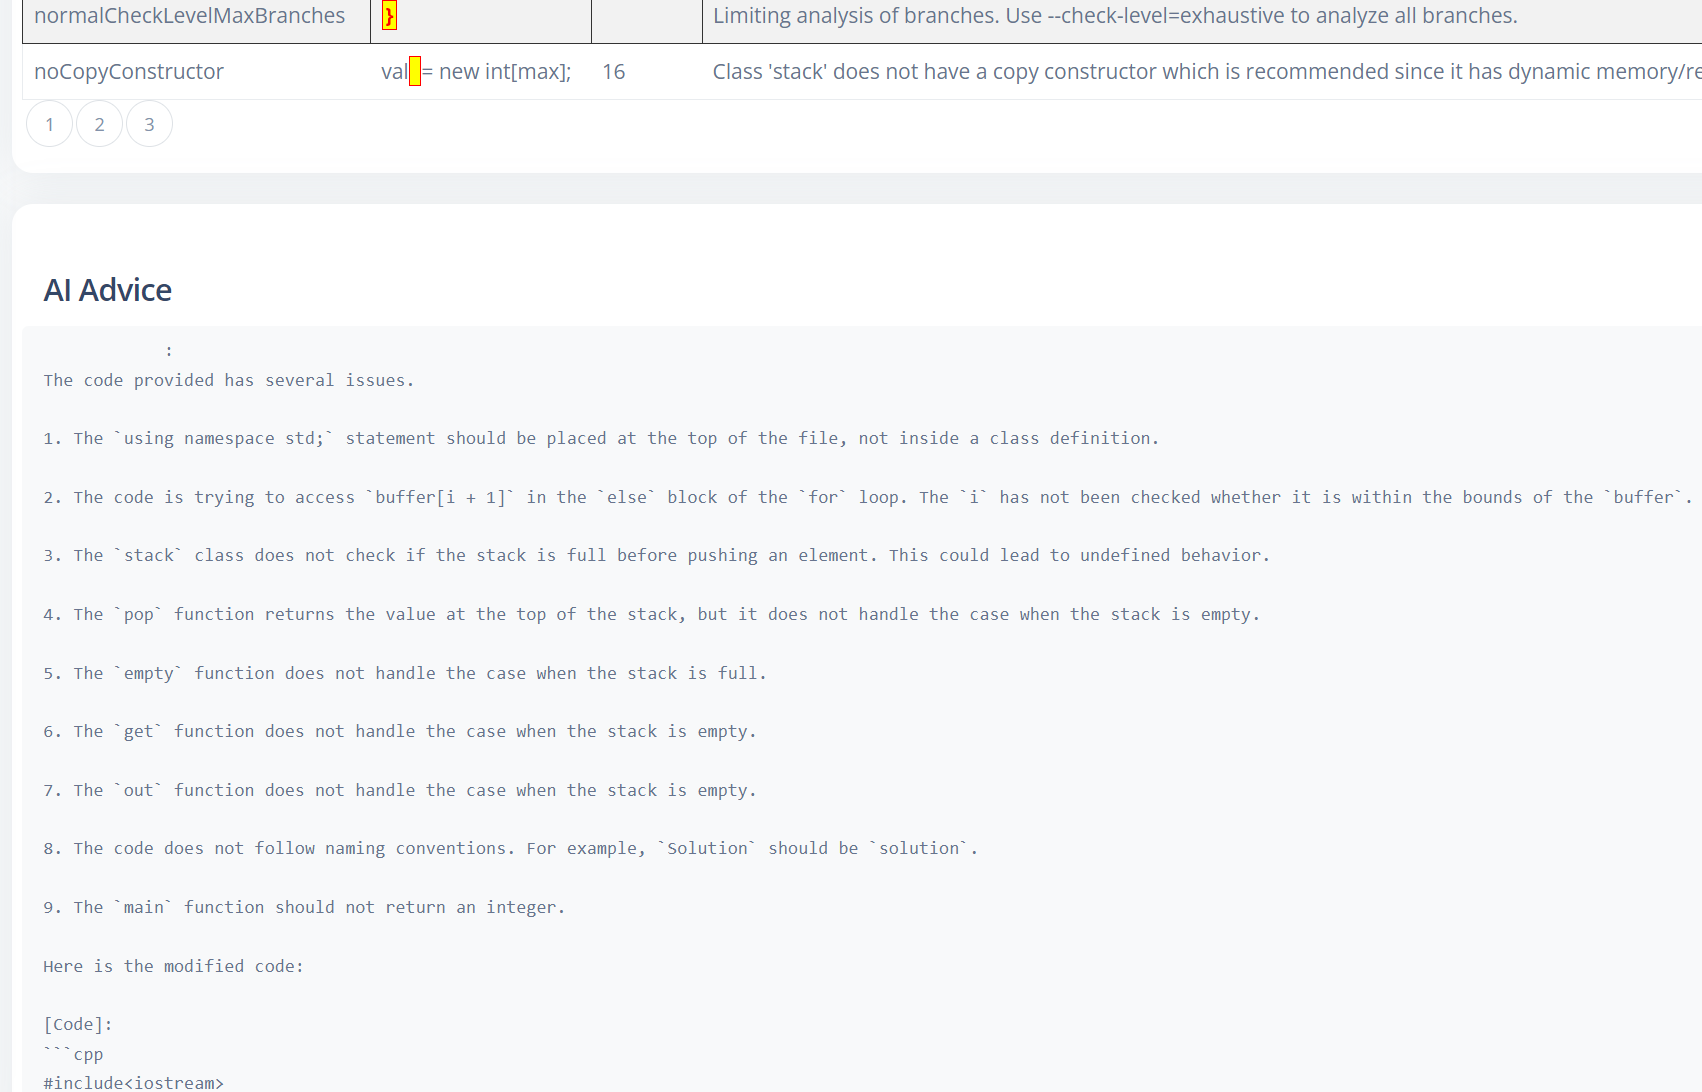 normalCheckLevelMaxBranches } Limiting analysis of branches. Use --check-level=exhaustive to analyze all branches.
noCopyConstructor val = new int[max]; 16 Class 'stack' does not have a copy constructor which is recommended since it has dynamic memory/re
1 2 3
AI Advice
:
The code provided has several issues.
1. The `using namespace std;` statement should be placed at the top of the file, not inside a class definition.
2. The code is trying to access `buffer[i + 1]` in the `else` block of the `for` loop. The `i` has not been checked whether it is within the bounds of the `buffer`.
3. The `stack` class does not check if the stack is full before pushing an element. This could lead to undefined behavior.
4. The `pop` function returns the value at the top of the stack, but it does not handle the case when the stack is empty.
5. The `empty` function does not handle the case when the stack is full.
6. The `get` function does not handle the case when the stack is empty.
7. The `out` function does not handle the case when the stack is empty.
8. The code does not follow naming conventions. For example, `Solution` should be `solution`.
9. The `main` function should not return an integer.
Here is the modified code:
[Code]:
```cpp
#include<iostream>